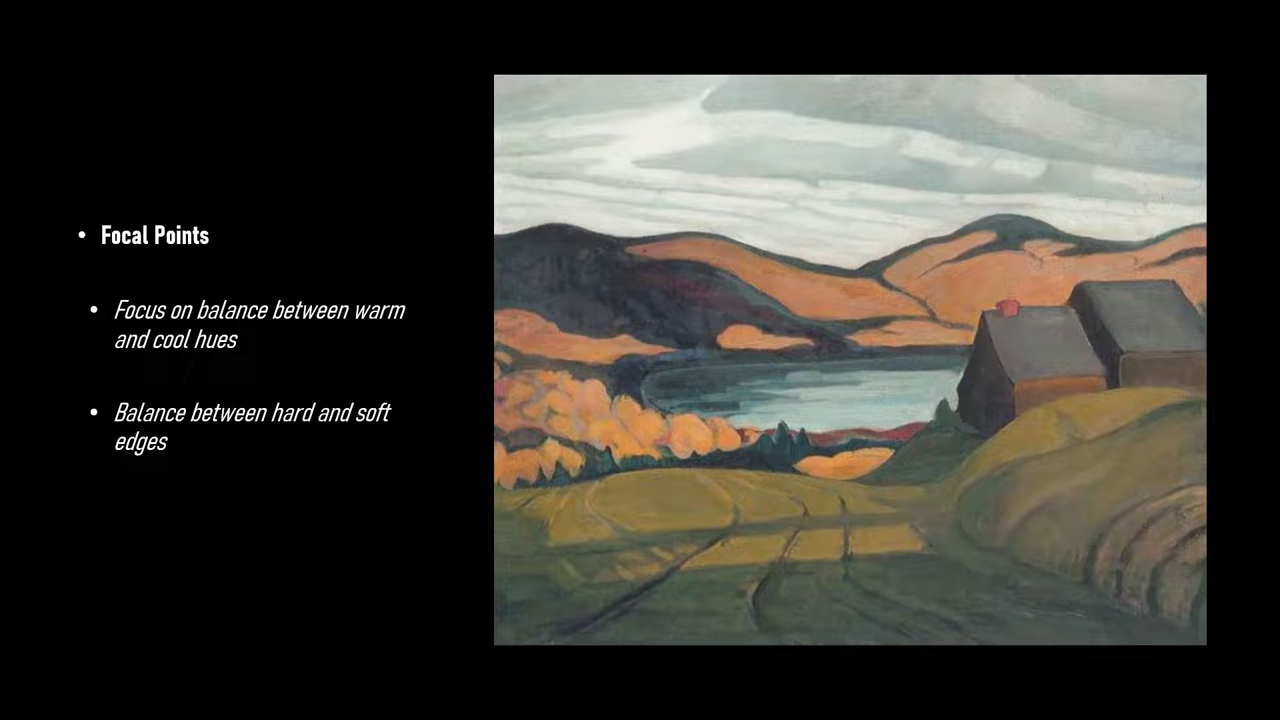 • Focal Points
• Focus on balance between warm
and cool hues
• Balance between hard and soft
edges